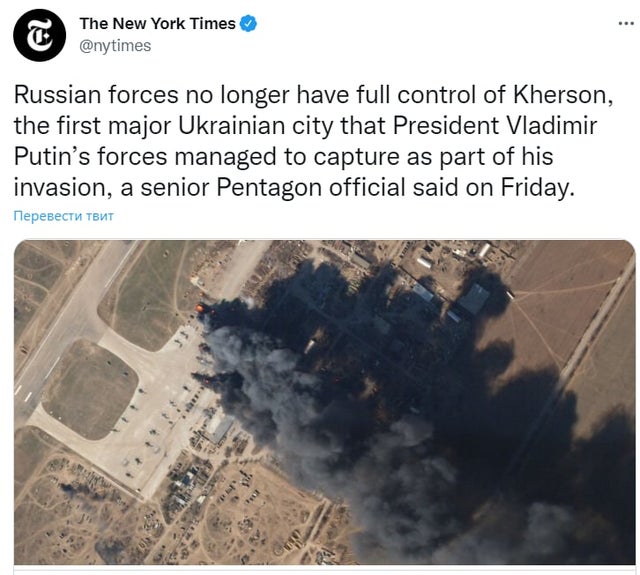 The New York Times
@nytimes
Russian forces no longer have full control of Kherson,
the first major Ukrainian city that President Vladimir
Putin’s forces managed to capture as part of his
invasion, a senior Pentagon official said on Friday.
Перевести твит